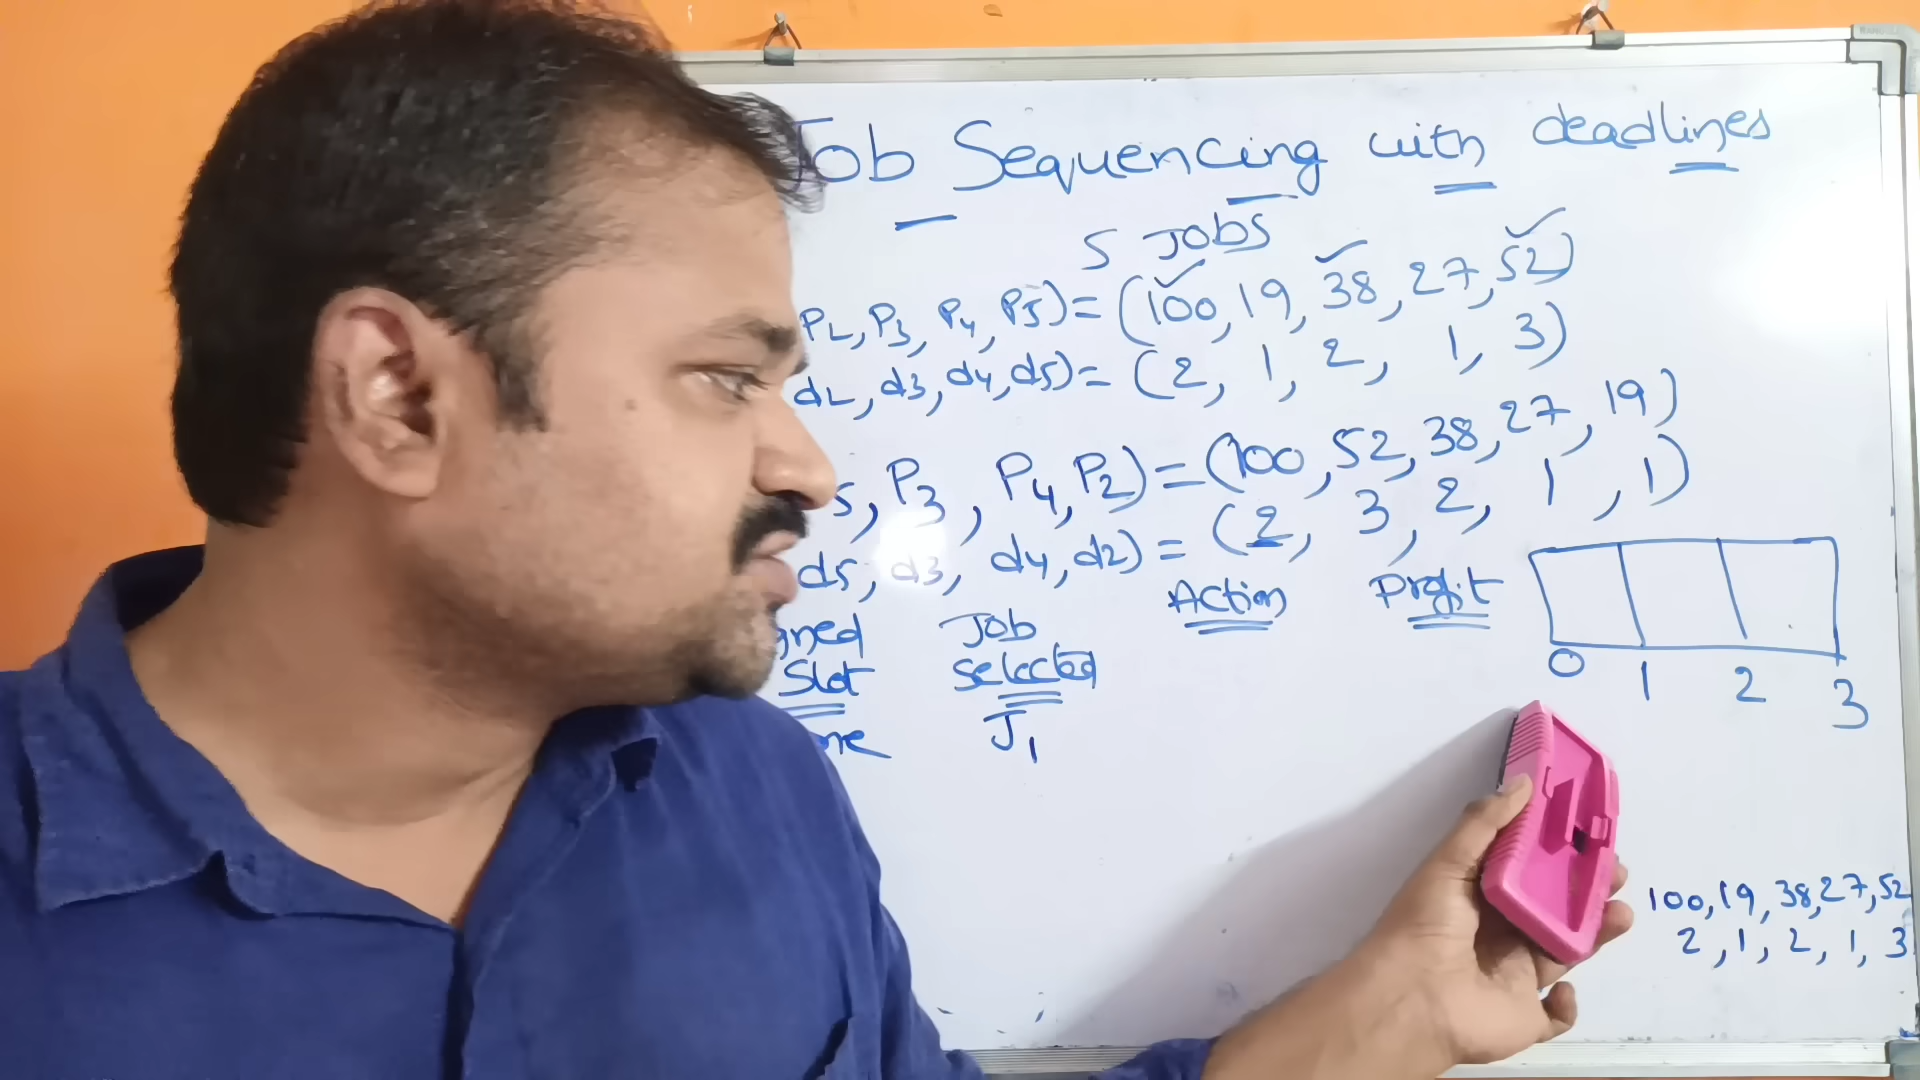 Job Sequencing with deadlines
5 JOBS
P2, P3, P4, P5) = (100, 19, 38, 27, 52)
d2, d3, d4, d5) = (2, 1, 2, 1, 3)
5, P3, P4, P2) = (100, 52, 38, 27, 19)
d5, d3, d4, d2) = (2, 3, 2, 1, 1)
gned Job Action Profit
Slot selected
ne J1
0 1 2 3
100, 19, 38, 27, 52
2, 1, 2, 1, 3